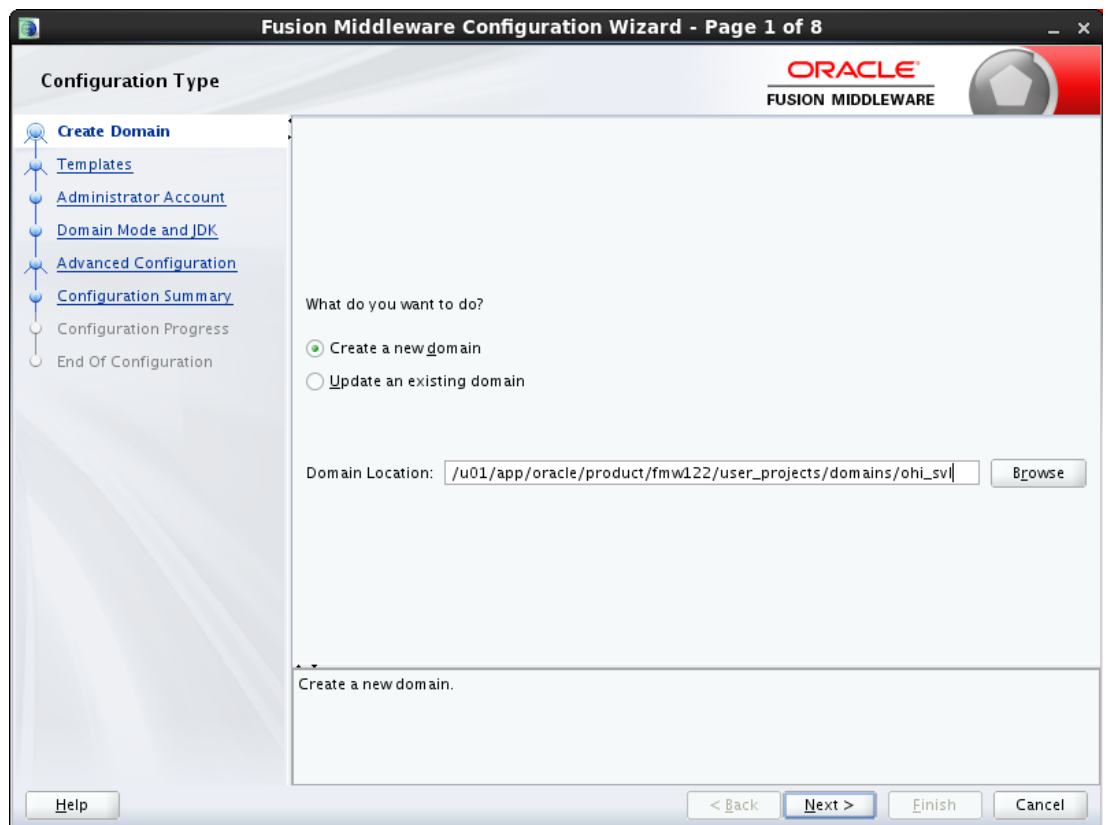 Fusion Middleware Configuration Wizard - Page 1 of 8
Configuration Type
ORACLE
FUSION MIDDLEWARE
Create Domain
Templates
Administrator Account
Domain Mode and JDK
Advanced Configuration
Configuration Summary
Configuration Progress
End Of Configuration
What do you want to do?
Create a new domain
Update an existing domain
Domain Location: /u01/app/oracle/product/fmw122/user_projects/domains/ohi_svl Browse
Create a new domain.
Help < Back Next > Finish Cancel